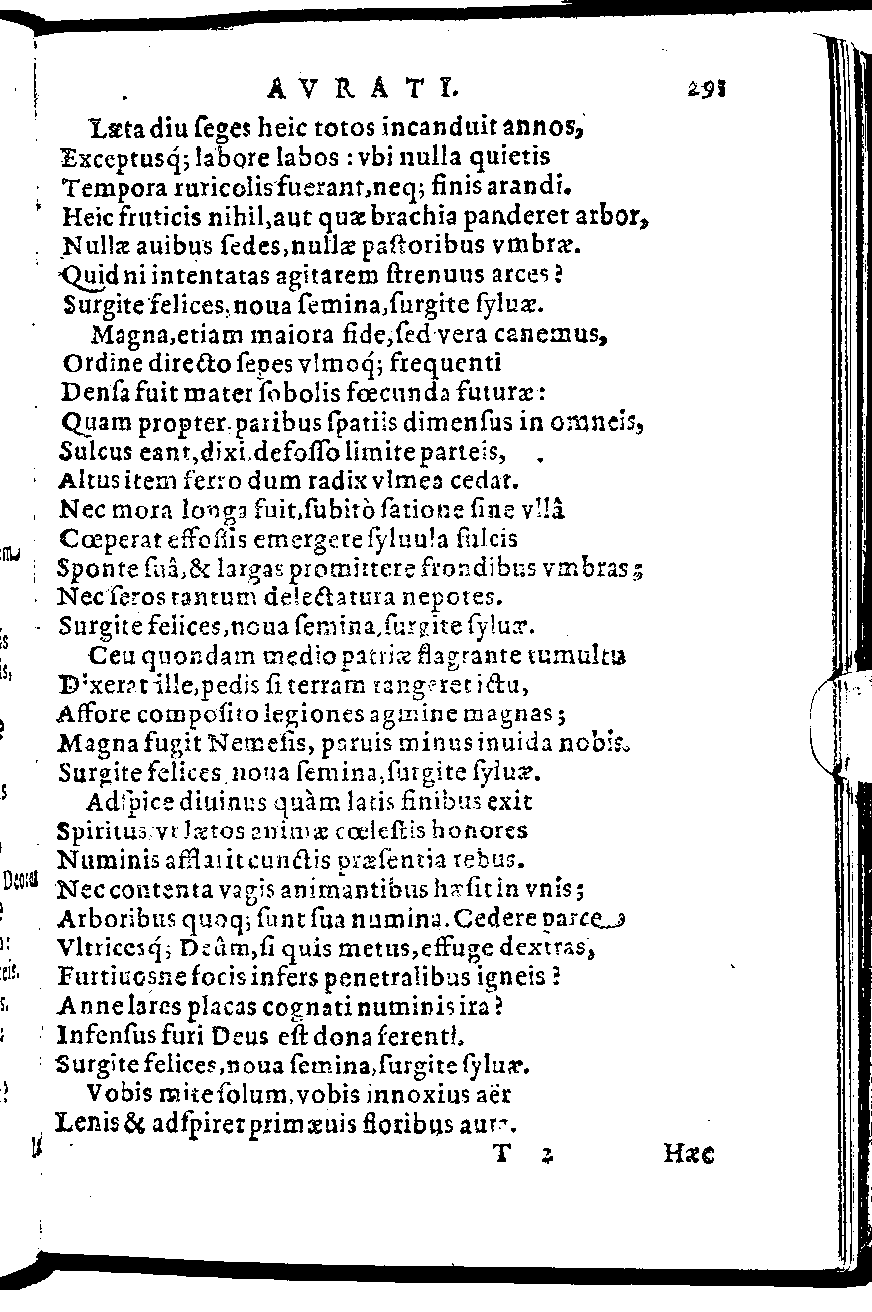 AVRATI. 291
Læta diu ſeges heic totos incanduit annos,
Exceptusq́; labore labos : vbi nulla quietis
Tempora ruricolis fuerant, neq; finis arandi.
Heic fruticis nihil, aut quæ brachia panderet arbor,
Nullæ auibus ſedes, nullæ paſtoribus vmbræ.
Quid ni intentatas agitarem ſtrenuus arces?
Surgite felices, noua ſemina, ſurgite ſyluæ.
Magna, etiam maiora fide, ſed vera canemus,
Ordine directo ſepes vlmoq́; frequenti
Denſa fuit mater ſobolis fœcunda futuræ:
Quam propter paribus ſpatiis dimenſus in omneis,
Sulcus eant, dixi, defoſſo limite parteis,
Altus item ferro dum radix vlmea cedat.
Nec mora longa fuit, ſubitò ſatione ſine vllâ
Cœperat effoſſis emergere ſyluula ſulcis
Sponte ſuâ, & largas promittere frondibus vmbras;
Nec ſeros tantum delectatura nepotes.
Surgite felices, noua ſemina, ſurgite ſyluæ.
Ceu quondam medio patriæ flagrante tumultu
Dixerat ille, pedis ſi terram tangeret ictu,
Affore compoſito legiones agmine magnas;
Magna fugit Nemeſis, paruis minus inuida nobis.
Surgite felices, noua ſemina, ſurgite ſyluæ.
Adſpice diuinus quàm latis finibus exit
Spiritus, vt lætos animæ cœleſtis honores
Numinis afflauit cunctis præſentia rebus.
Nec contenta vagis animantibus hæſit in vnis;
Arboribus quoq; ſunt ſua numina. Cedere parce
Vltricesq́; Deûm, ſi quis metus, effuge dextras,
Furtiuosne focis infers penetralibus igneis?
Anne lares placas cognati numinis ira?
Infenſus furi Deus eſt dona ferenti.
Surgite felices, noua ſemina, ſurgite ſyluæ.
Vobis mite ſolum, vobis innoxius aër
Lenis & adſpiret primæuis floribus aura.
T 2 Hæc